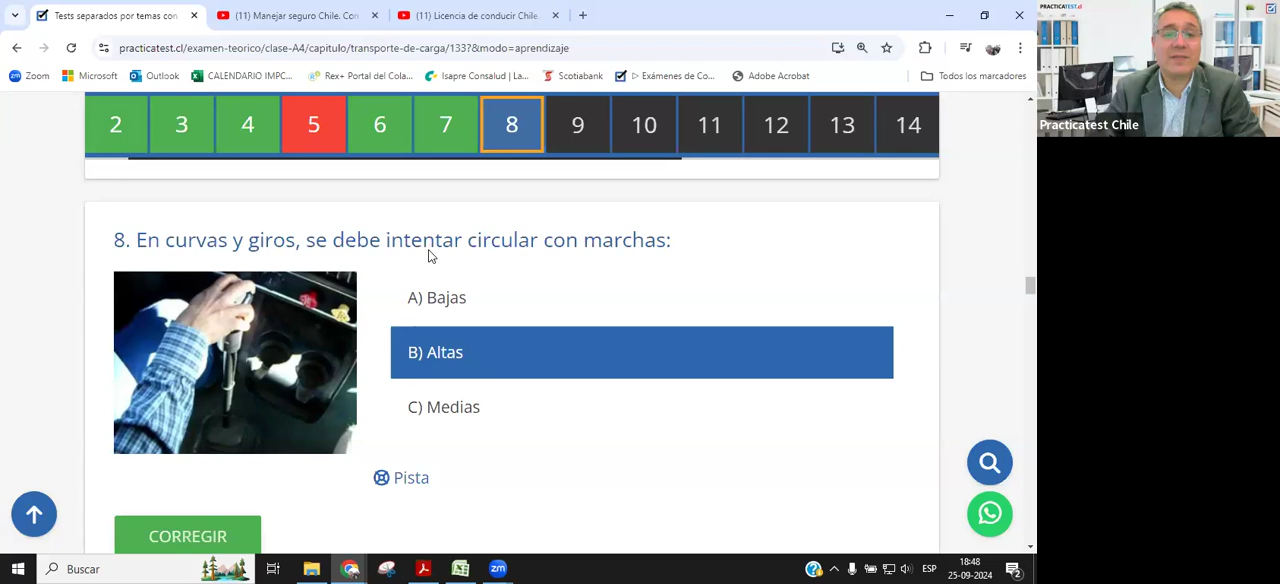 Tests separados por temas con
(11) Manejar seguro Chile.
(11) Licencia de conducir Chile
practicatest.cl/examen-teorico/clase-A4/capitulo/transporte-de-carga/1337?modo=aprendizaje
Zoom
Microsoft
Outlook
CALENDARIO IMPC...
Rex+ Portal del Cola...
Isapre Consalud | La...
Scotiabank
▷ Exámenes de Co...
Adobe Acrobat
Todos los marcadores
PRACTICATEST.cl
Practicatest Chile
2 3 4 5 6 7 8 9 10 11 12 13 14
8. En curvas y giros, se debe intentar circular con marchas:
A) Bajas
B) Altas
C) Medias
Pista
CORREGIR
Buscar
ESP
18:48
25-09-2024
2